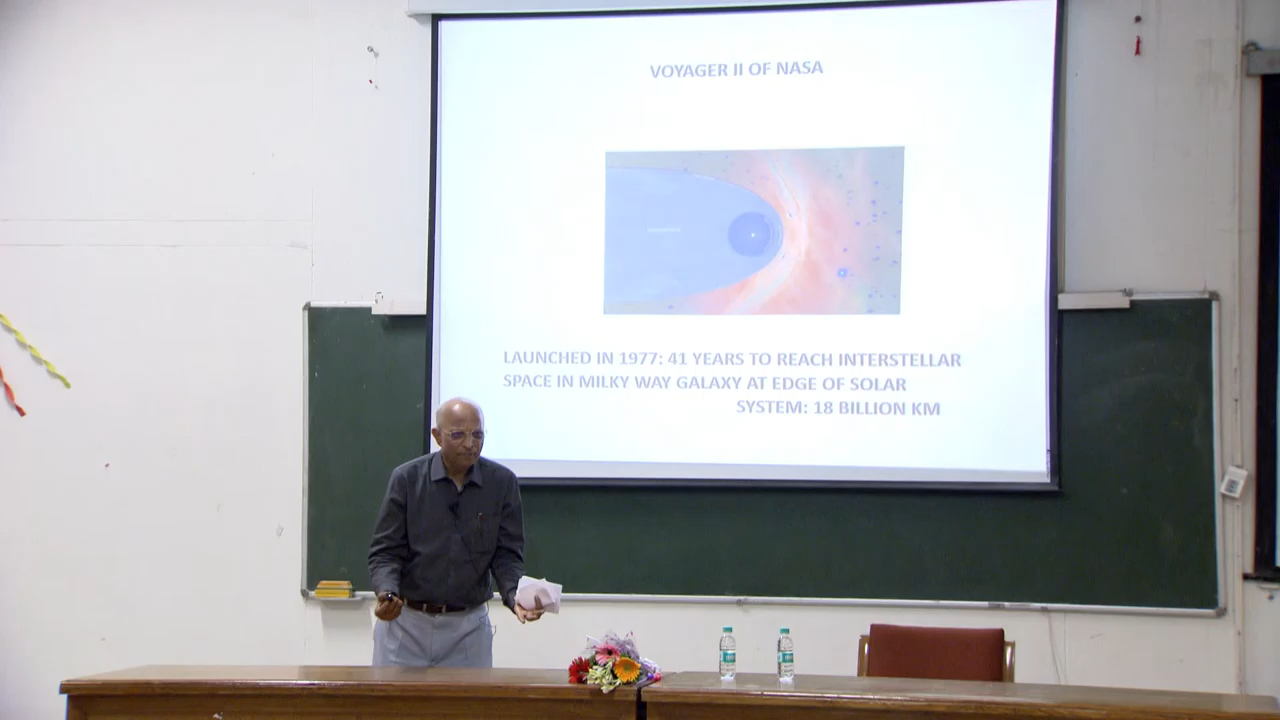 VOYAGER II OF NASA
LAUNCHED IN 1977: 41 YEARS TO REACH INTERSTELLAR
SPACE IN MILKY WAY GALAXY AT EDGE OF SOLAR
SYSTEM: 18 BILLION KM